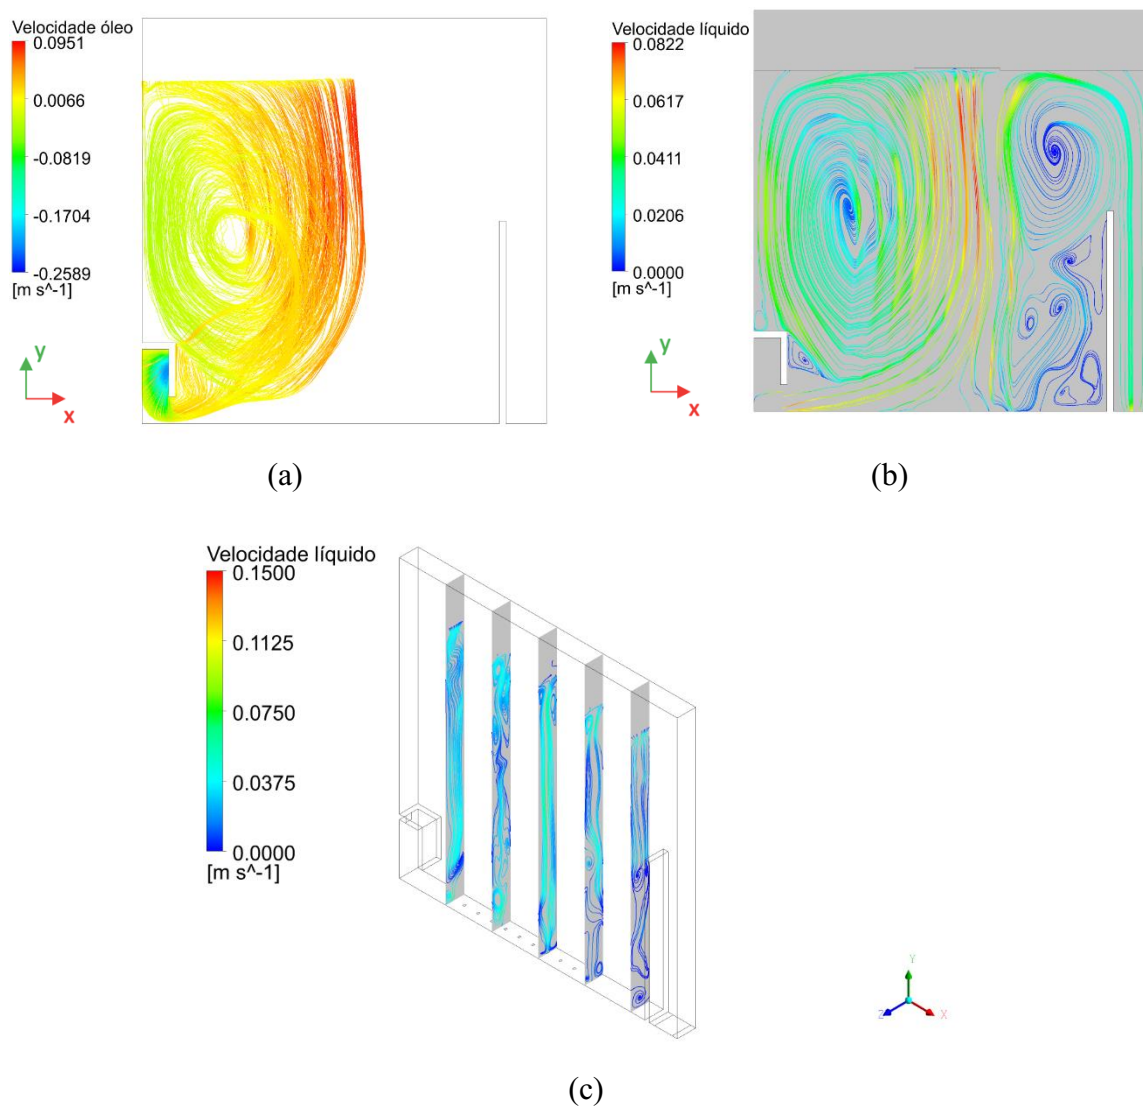 Velocidade óleo
0.0951
0.0066
-0.0819
-0.1704
-0.2589
[m s^-1]
y
x
(a)
Velocidade líquido
0.0822
0.0617
0.0411
0.0206
0.0000
[m s^-1]
y
x
(b)
Velocidade líquido
0.1500
0.1125
0.0750
0.0375
0.0000
[m s^-1]
Y
Z
X
(c)